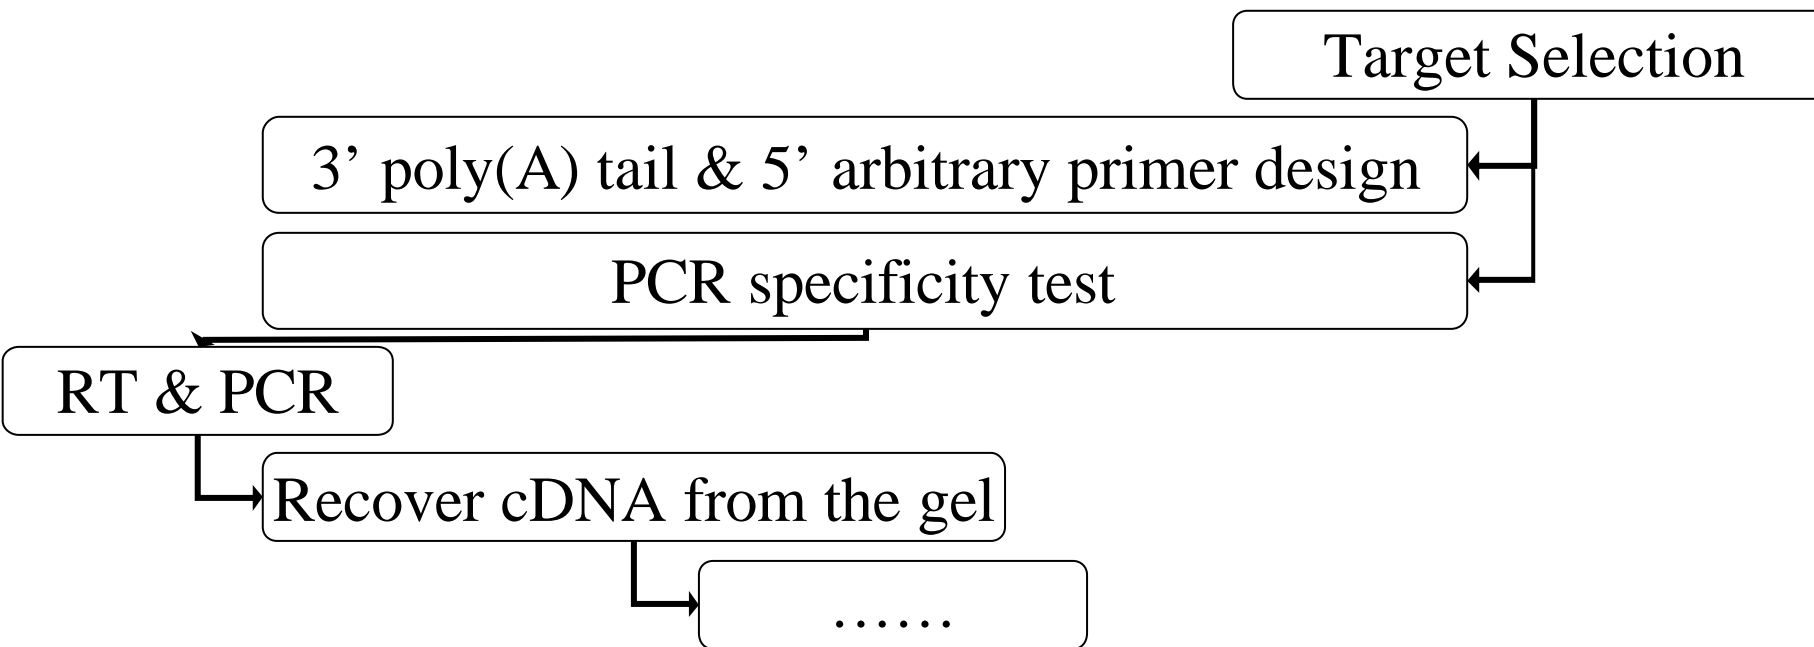 Target Selection
3’ poly(A) tail & 5’ arbitrary primer design
PCR specificity test
RT & PCR
Recover cDNA from the gel
……